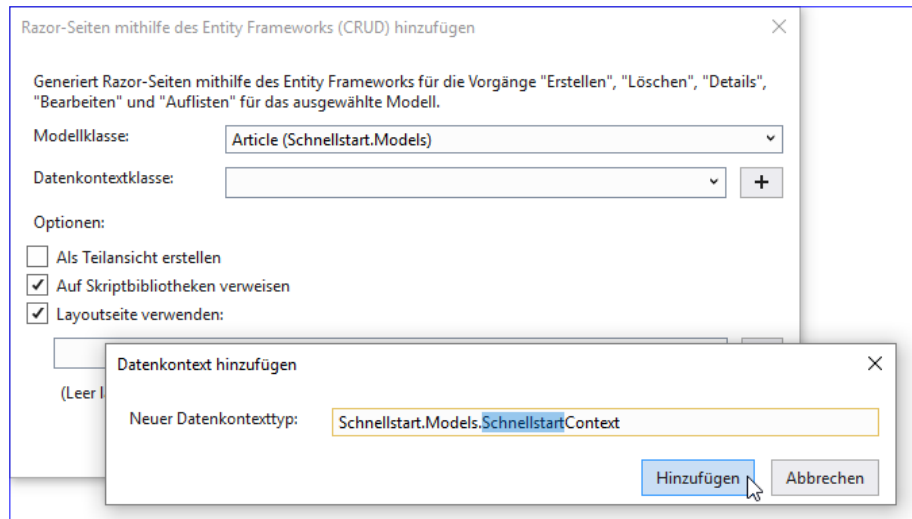 Razor-Seiten mithilfe des Entity Frameworks (CRUD) hinzufügen
Generiert Razor-Seiten mithilfe des Entity Frameworks für die Vorgänge "Erstellen", "Löschen", "Details",
"Bearbeiten" und "Auflisten" für das ausgewählte Modell.
Modellklasse: Article (Schnellstart.Models)
Datenkontextklasse:
Optionen:
Als Teilansicht erstellen
Auf Skriptbibliotheken verweisen
Layoutseite verwenden:
(Leer
Datenkontext hinzufügen
Neuer Datenkontexttyp: Schnellstart.Models.SchnellstartContext
Hinzufügen Abbrechen